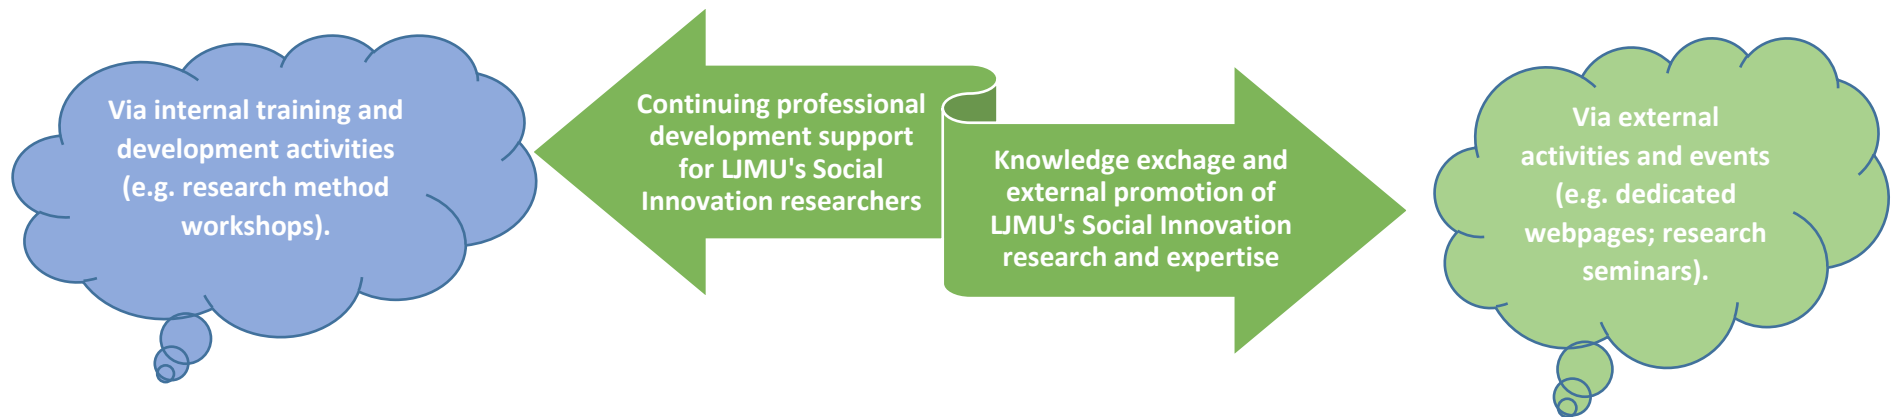 Via internal training and
development activities
(e.g. research method
workshops).
Continuing professional
development support
for LJMU's Social
Innovation researchers
Knowledge exchage and
external promotion of
LJMU's Social Innovation
research and expertise
Via external
activities and events
(e.g. dedicated
webpages; research
seminars).